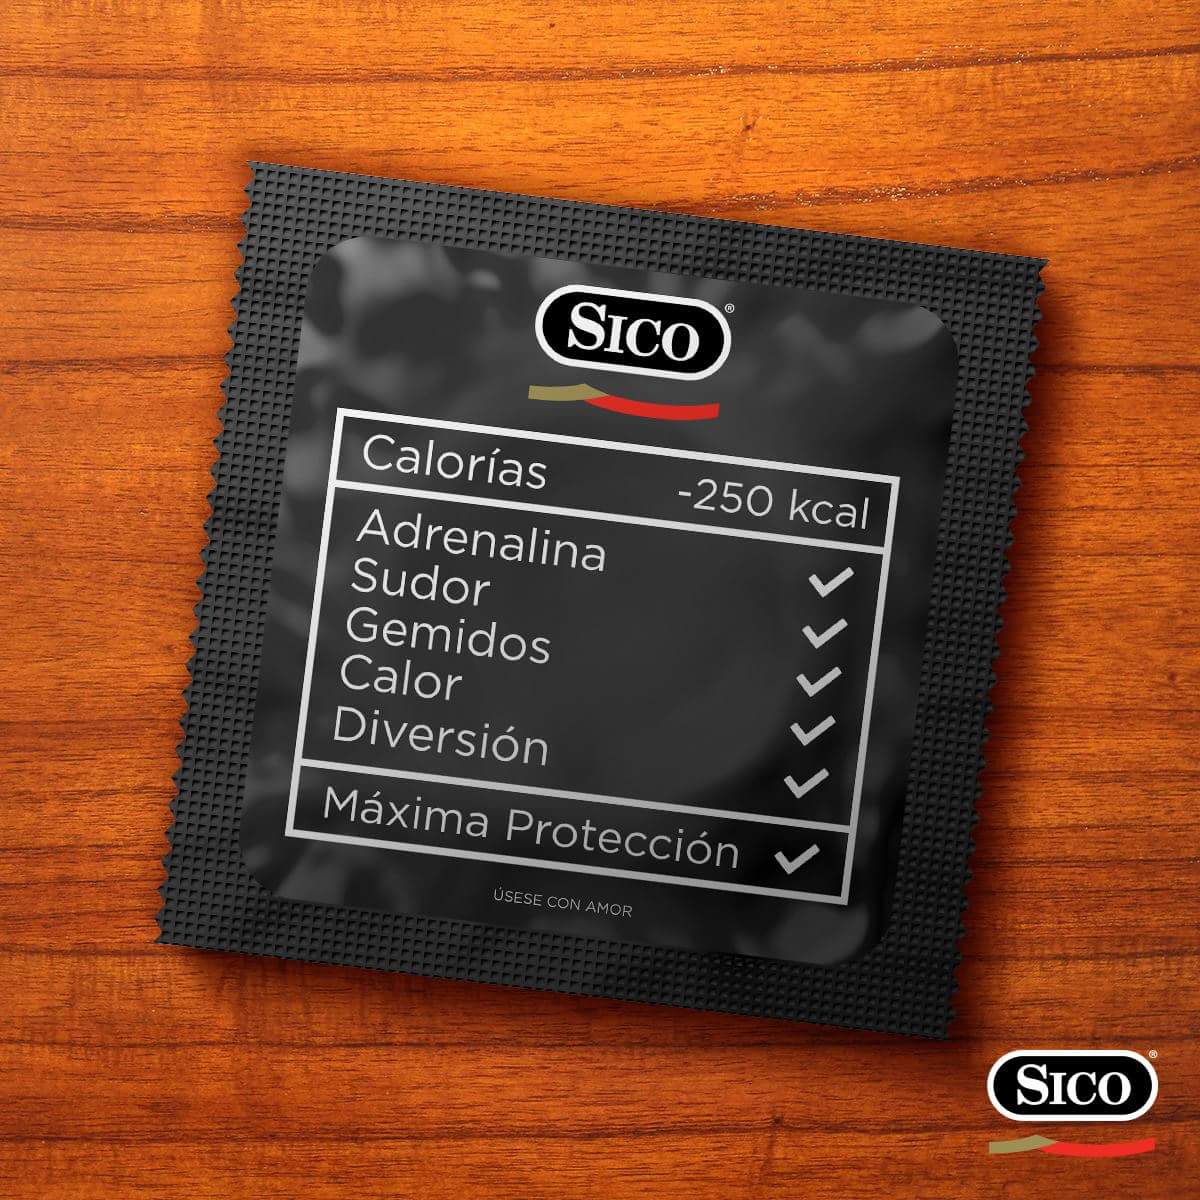 SICO®
Calorías -250 kcal
Adrenalina ✓
Sudor ✓
Gemidos ✓
Calor ✓
Diversión ✓
Máxima Protección ✓
ÚSESE CON AMOR
SICO®